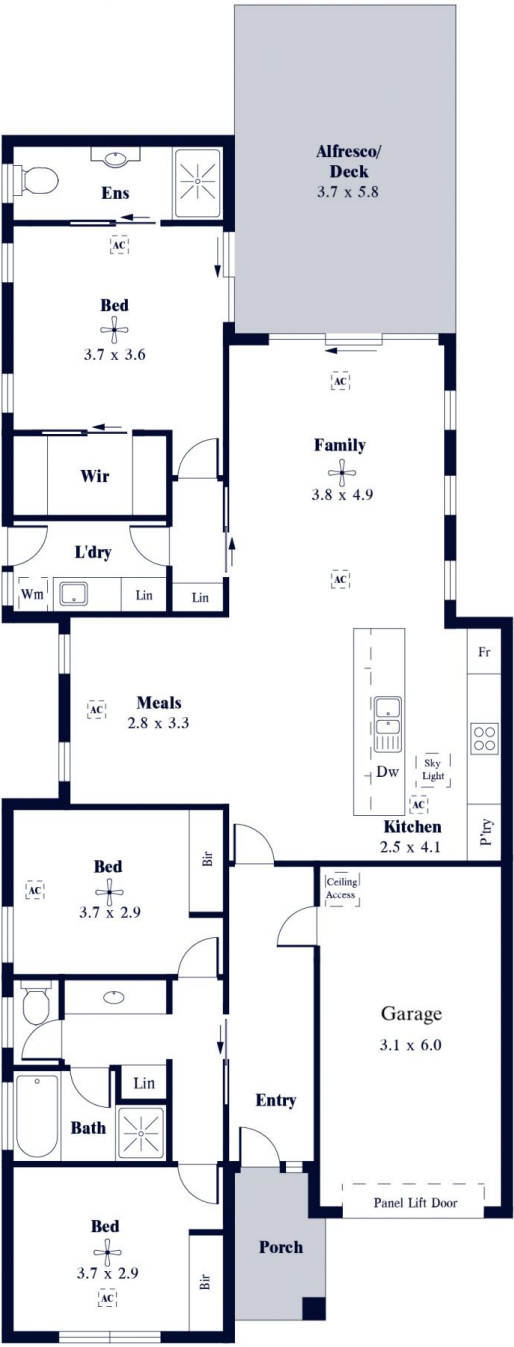 Alfresco/
Deck
3.7 x 5.8
Ens
AC
Bed
3.7 x 3.6
AC
Family
3.8 x 4.9
Wir
L'dry
AC
Wm
Lin
Lin
Fr
Meals
2.8 x 3.3
AC
Sky
Light
Dw
AC
Kitchen
2.5 x 4.1
P'try
Bed
3.7 x 2.9
AC
Bir
Ceiling
Access
Garage
3.1 x 6.0
Lin
Bath
Entry
Panel Lift Door
Bed
3.7 x 2.9
AC
Bir
Porch